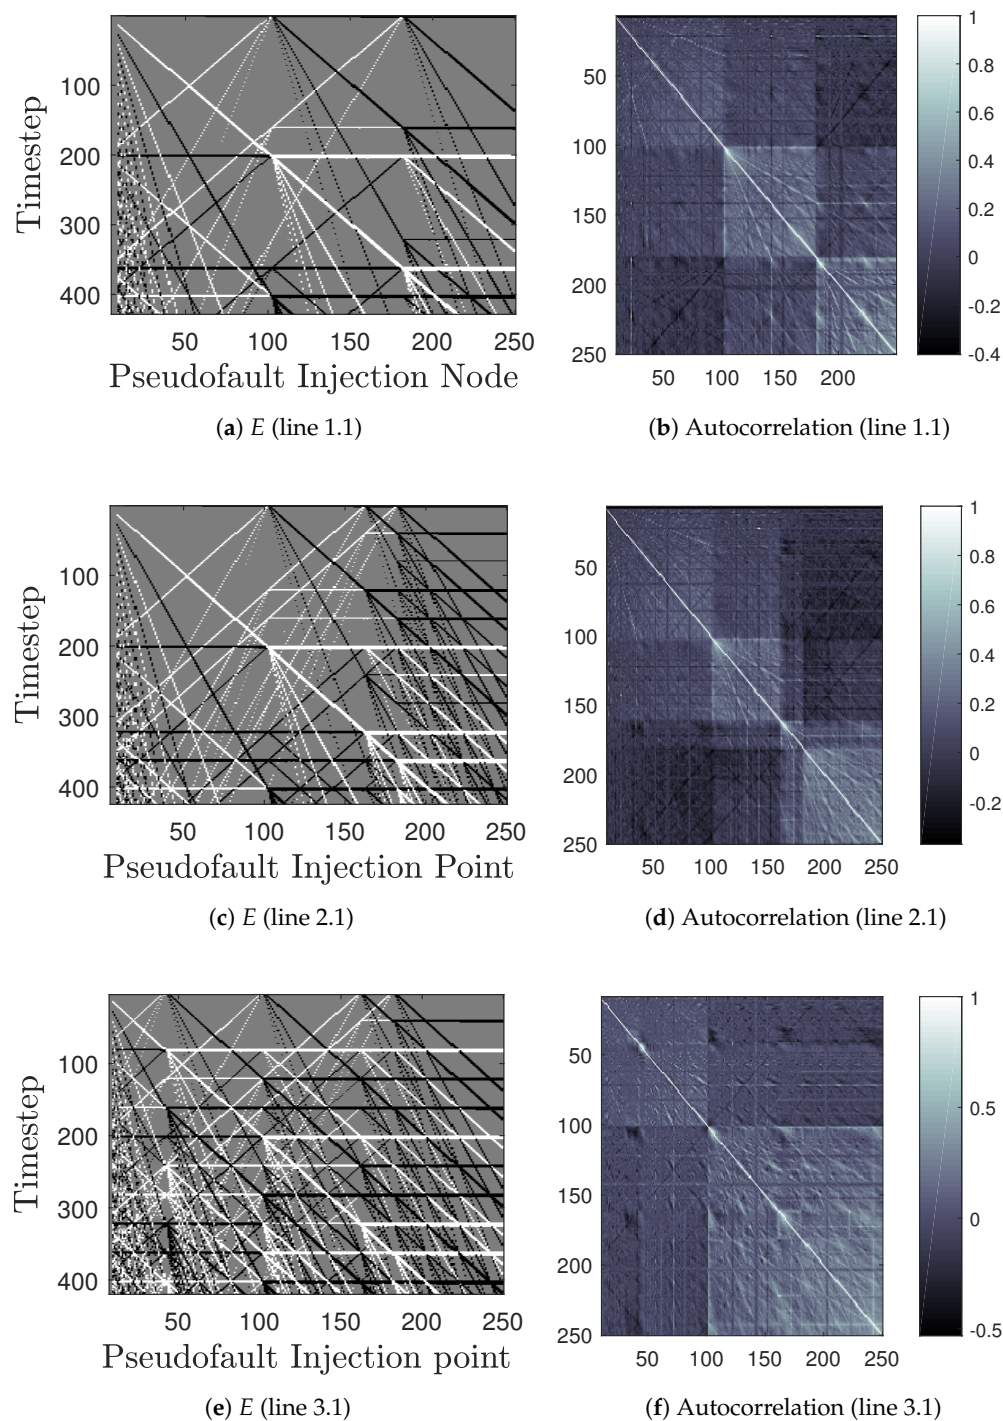 Timestep
100
200
300
400
50 100 150 200 250
Pseudofault Injection Node
(a) E (line 1.1)
50
100
150
200
250
50 100 150 200
1
0.8
0.6
0.4
0.2
0
-0.2
-0.4
(b) Autocorrelation (line 1.1)
Timestep
100
200
300
400
50 100 150 200 250
Pseudofault Injection Point
(c) E (line 2.1)
50
100
150
200
250
50 100 150 200 250
1
0.8
0.6
0.4
0.2
0
-0.2
(d) Autocorrelation (line 2.1)
Timestep
100
200
300
400
50 100 150 200 250
Pseudofault Injection point
(e) E (line 3.1)
50
100
150
200
250
50 100 150 200 250
1
0.5
0
-0.5
(f) Autocorrelation (line 3.1)